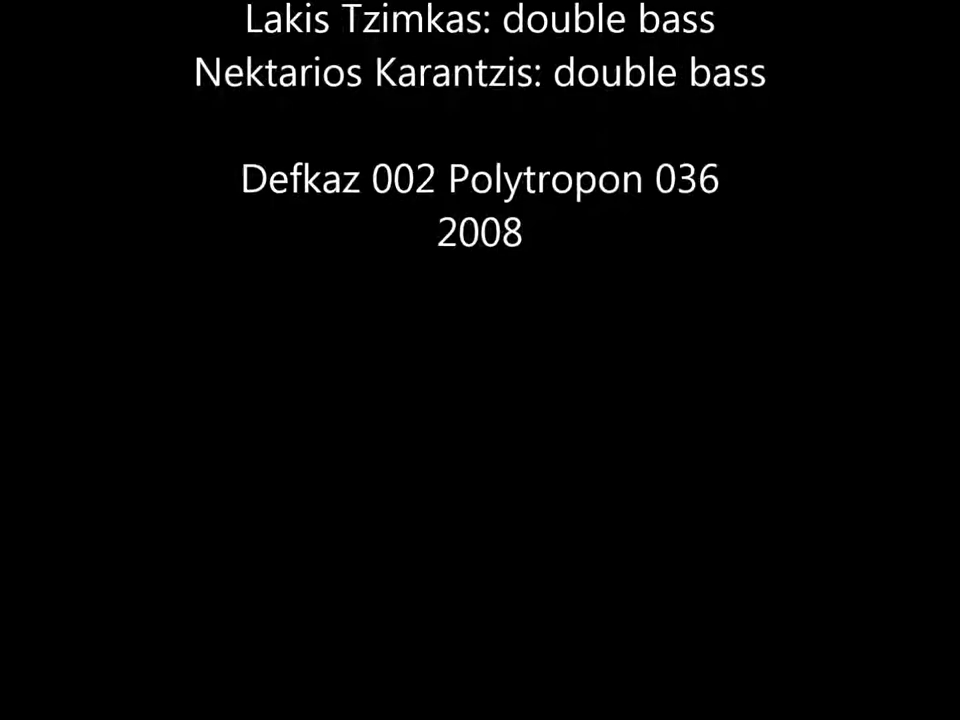 Lakis Tzimkas: double bass
Nektarios Karantzis: double bass
Defkaz 002 Polytropon 036
2008